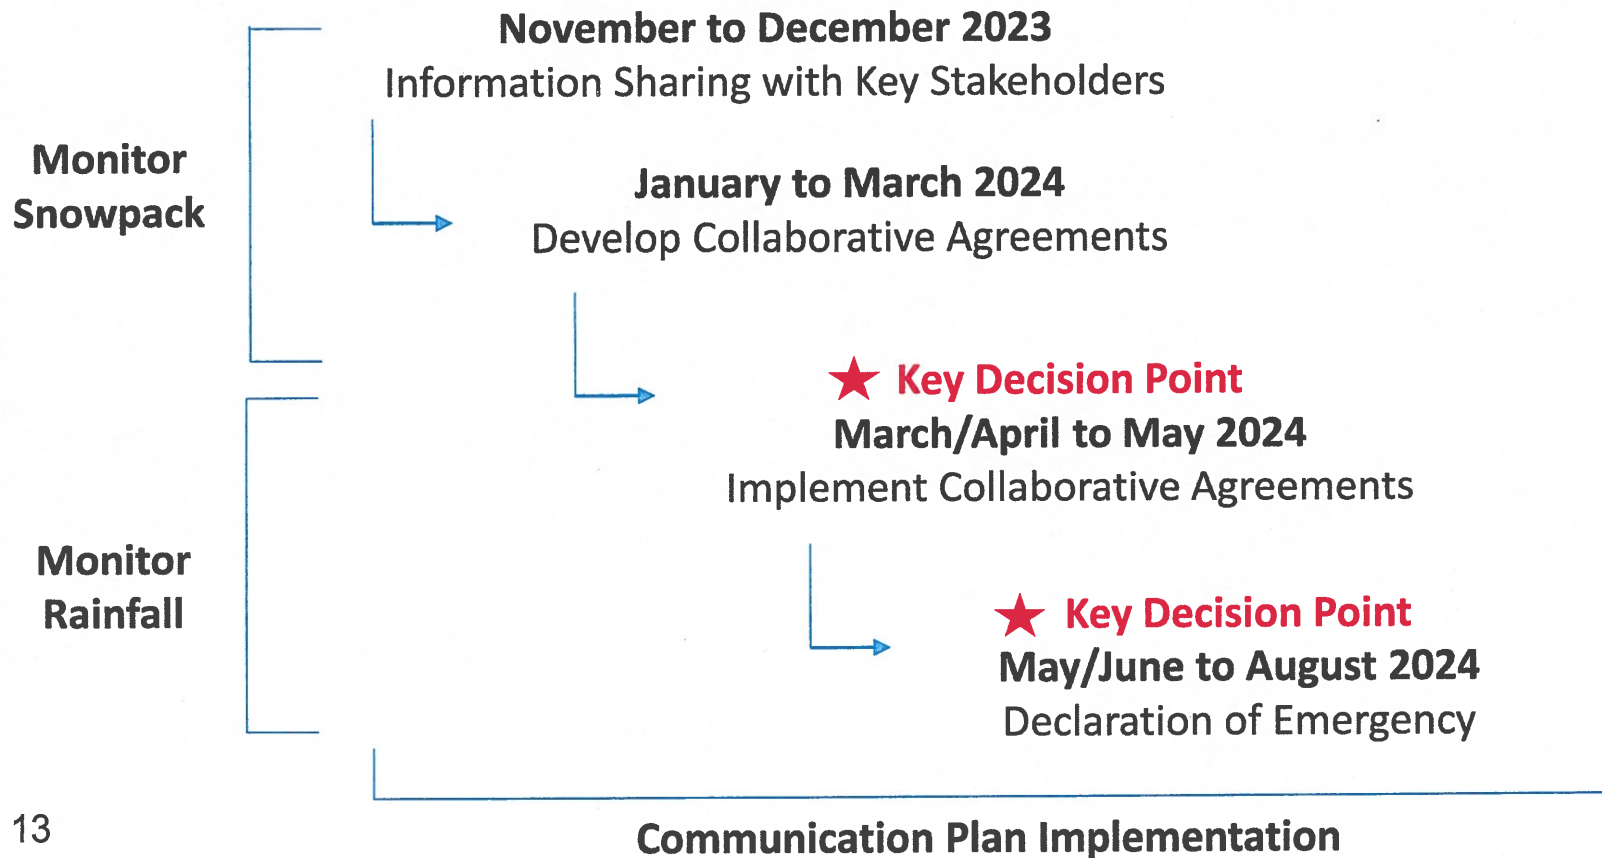 November to December 2023
Information Sharing with Key Stakeholders
Monitor
Snowpack
January to March 2024
Develop Collaborative Agreements
Key Decision Point
March/April to May 2024
Implement Collaborative Agreements
Monitor
Rainfall
Key Decision Point
May/June to August 2024
Declaration of Emergency
13
Communication Plan Implementation